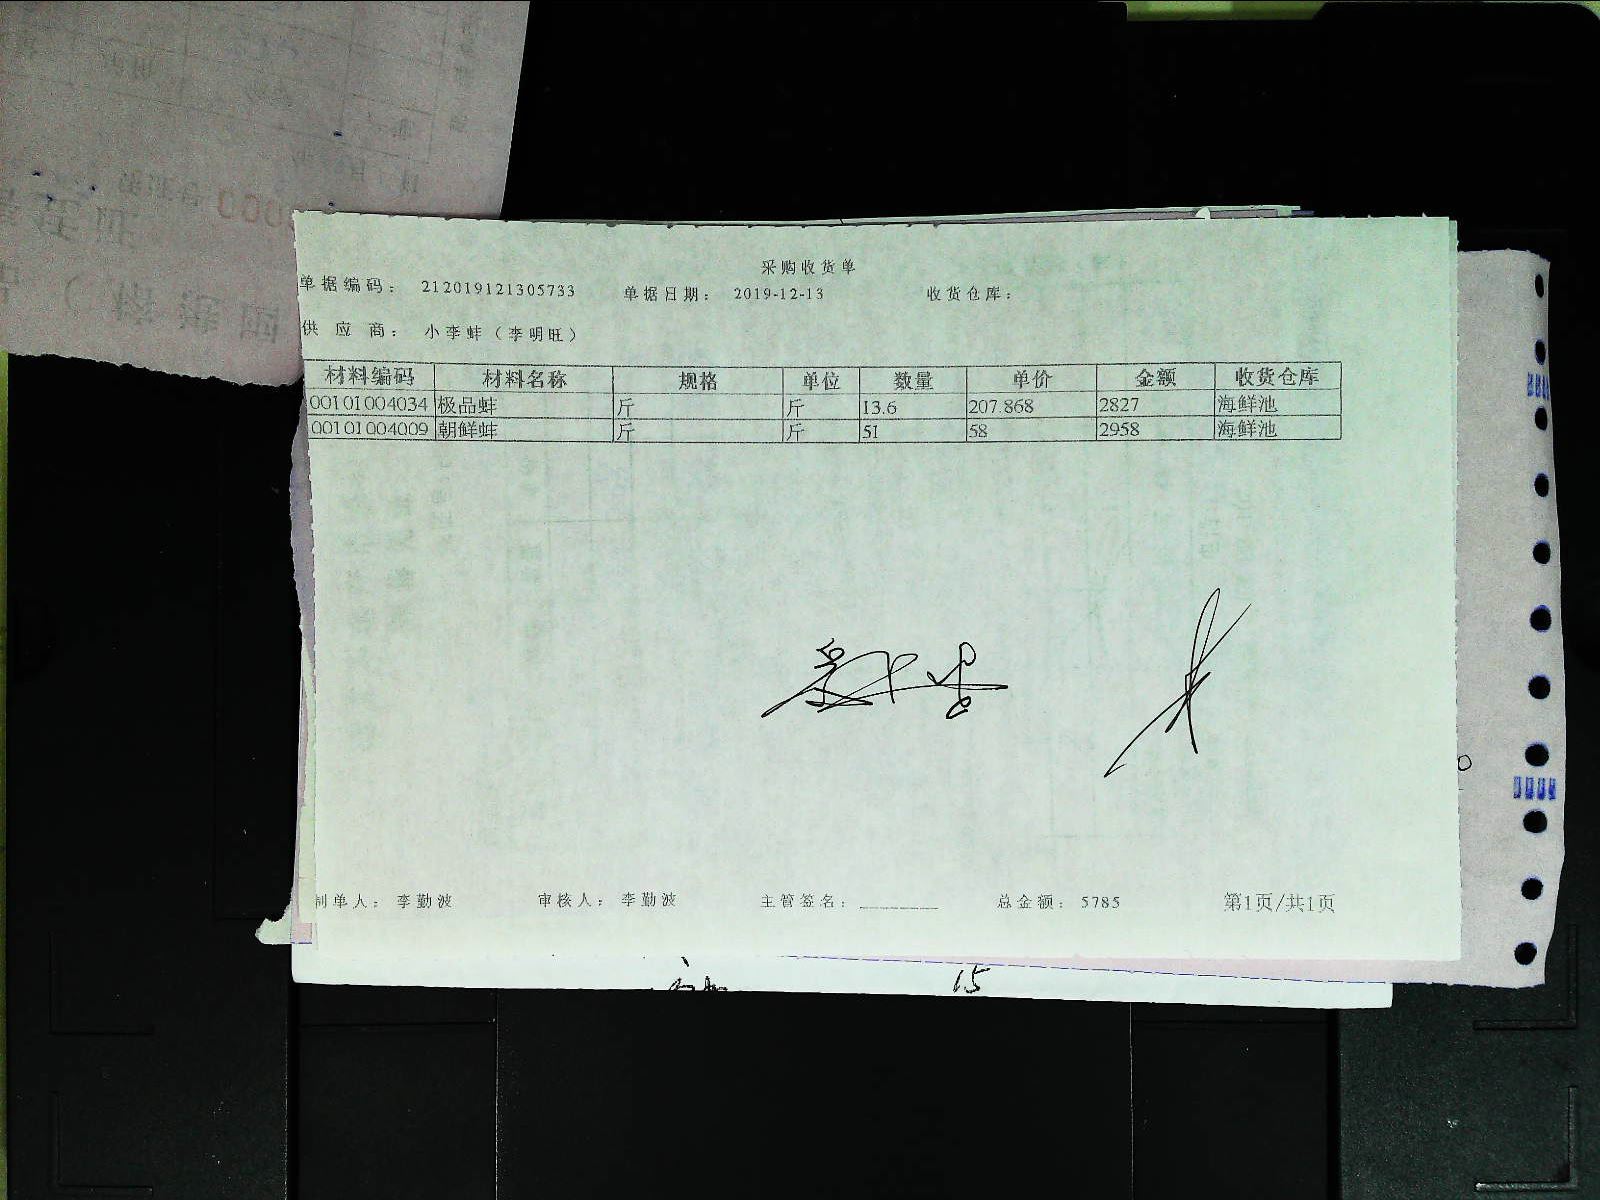 采购收货单
单据编码： 212019121305733 单据日期： 2019-12-13 收货仓库：
供 应 商： 小李蚌（李明旺）
材料编码 材料名称 规格 单位 数量 单价 金额 收货仓库
00101004034 极品蚌 斤 斤 13.6 207.868 2827 海鲜池
00101004009 朝鲜蚌 斤 斤 51 58 2958 海鲜池
制单人： 李勤波 审核人： 李勤波 主管签名： 总金额： 5785 第1页/共1页
15